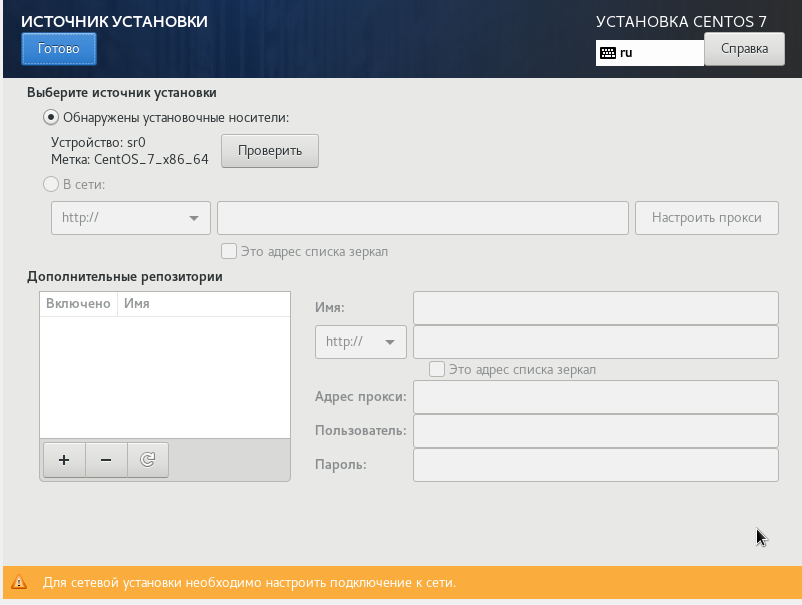 ИСТОЧНИК УСТАНОВКИ
УСТАНОВКА CENTOS 7
Готово
ru
Справка
Выберите источник установки
Обнаружены установочные носители:
Устройство: sr0
Метка: CentOS_7_x86_64
Проверить
В сети:
http://
Настроить прокси
Это адрес списка зеркал
Дополнительные репозитории
Включено Имя
Имя:
http://
Это адрес списка зеркал
Адрес прокси:
Пользователь:
Пароль:
Для сетевой установки необходимо настроить подключение к сети.